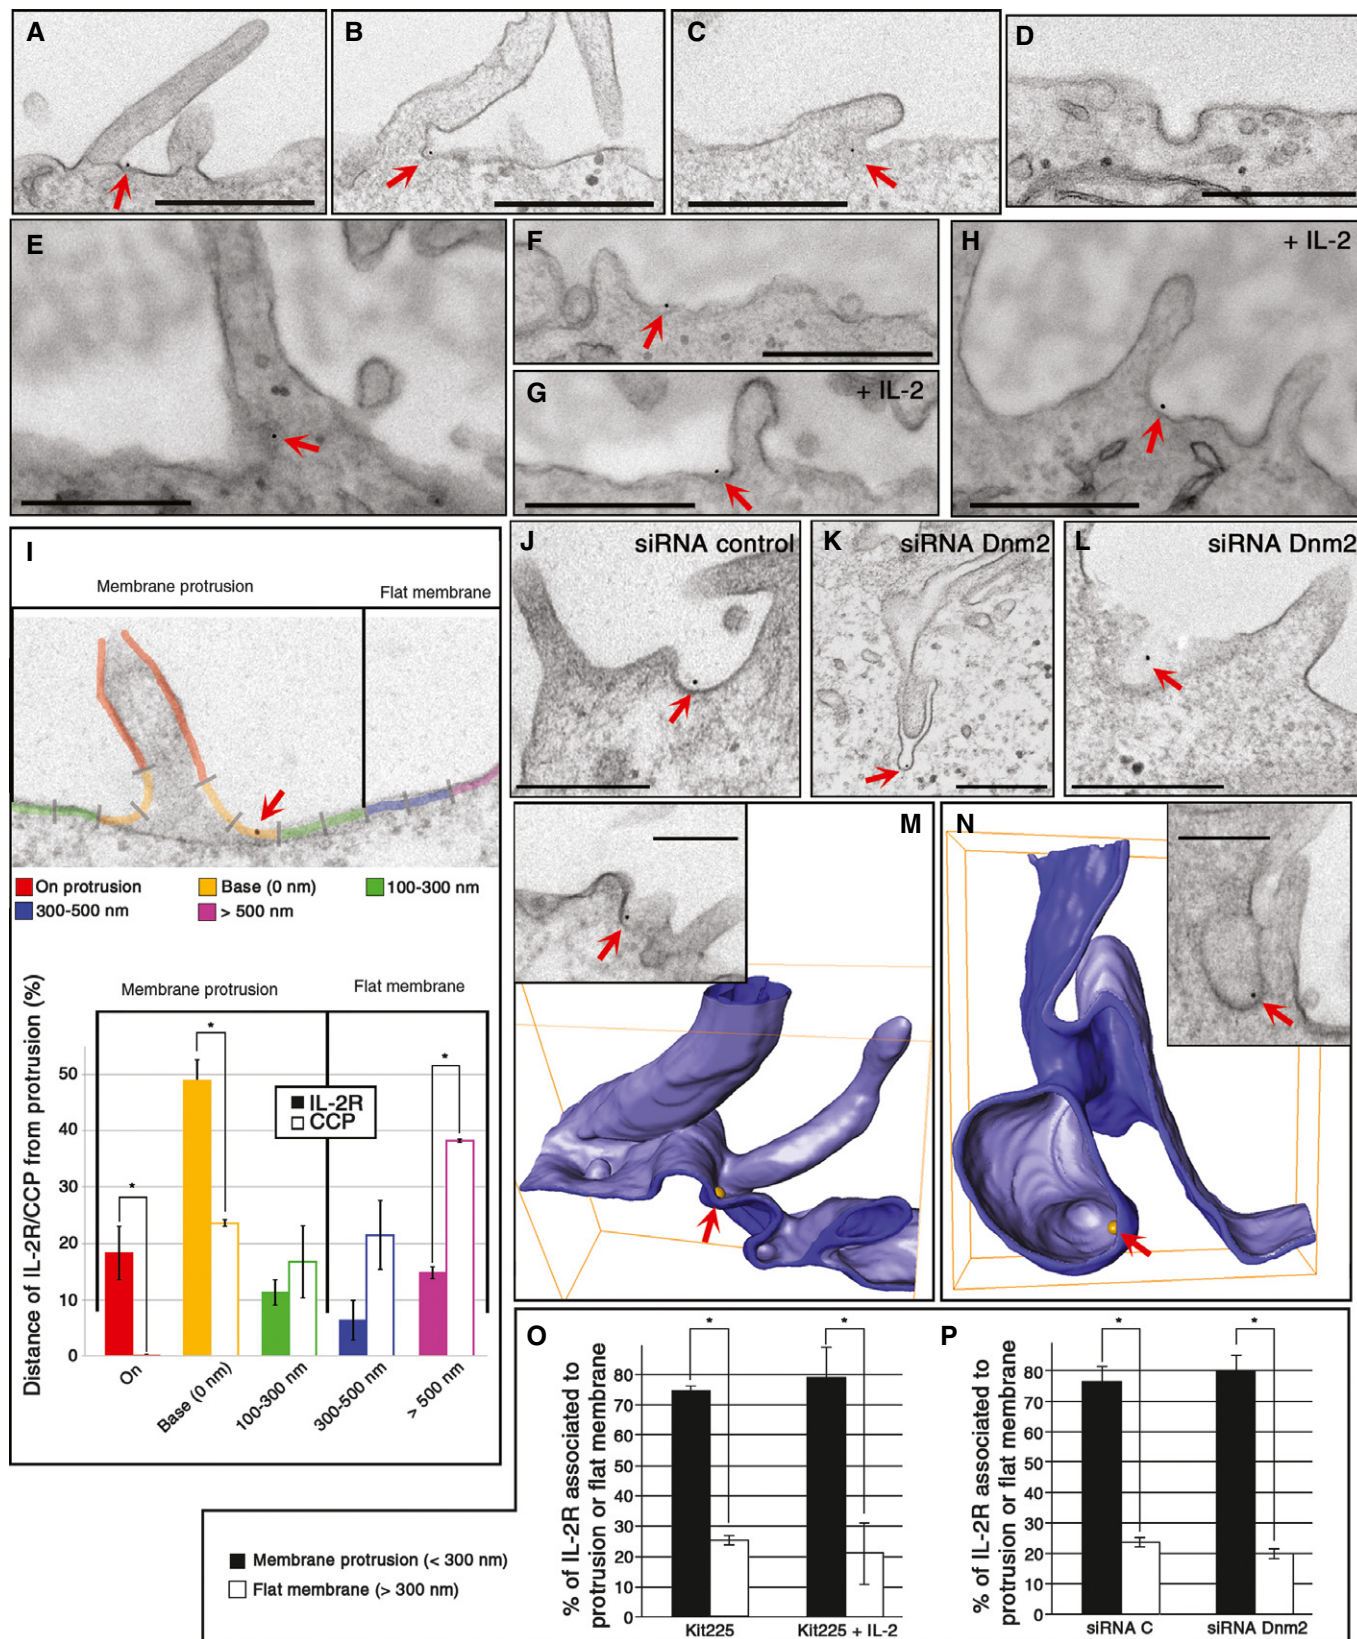 A
B
C
D
E
F
H
+ IL-2
G
+ IL-2
I
Membrane protrusion
Flat membrane
On protrusion
Base (0 nm)
100-300 nm
300-500 nm
> 500 nm
J
siRNA control
K
siRNA Dnm2
L
siRNA Dnm2
M
N
Distance of IL-2R/CCP from protrusion (%)
Membrane protrusion
Flat membrane
*
*
*
IL-2R
CCP
50
40
30
20
10
0
On
Base (0 nm)
100-300 nm
300-500 nm
> 500 nm
O
% of IL-2R associated to
protrusion or flat membrane
*
*
80
70
60
50
40
30
20
10
0
Kit225
Kit225 + IL-2
P
% of IL-2R associated to
protrusion or flat membrane
*
*
80
70
60
50
40
30
20
10
0
siRNA C
siRNA Dnm2
Membrane protrusion (< 300 nm)
Flat membrane (> 300 nm)